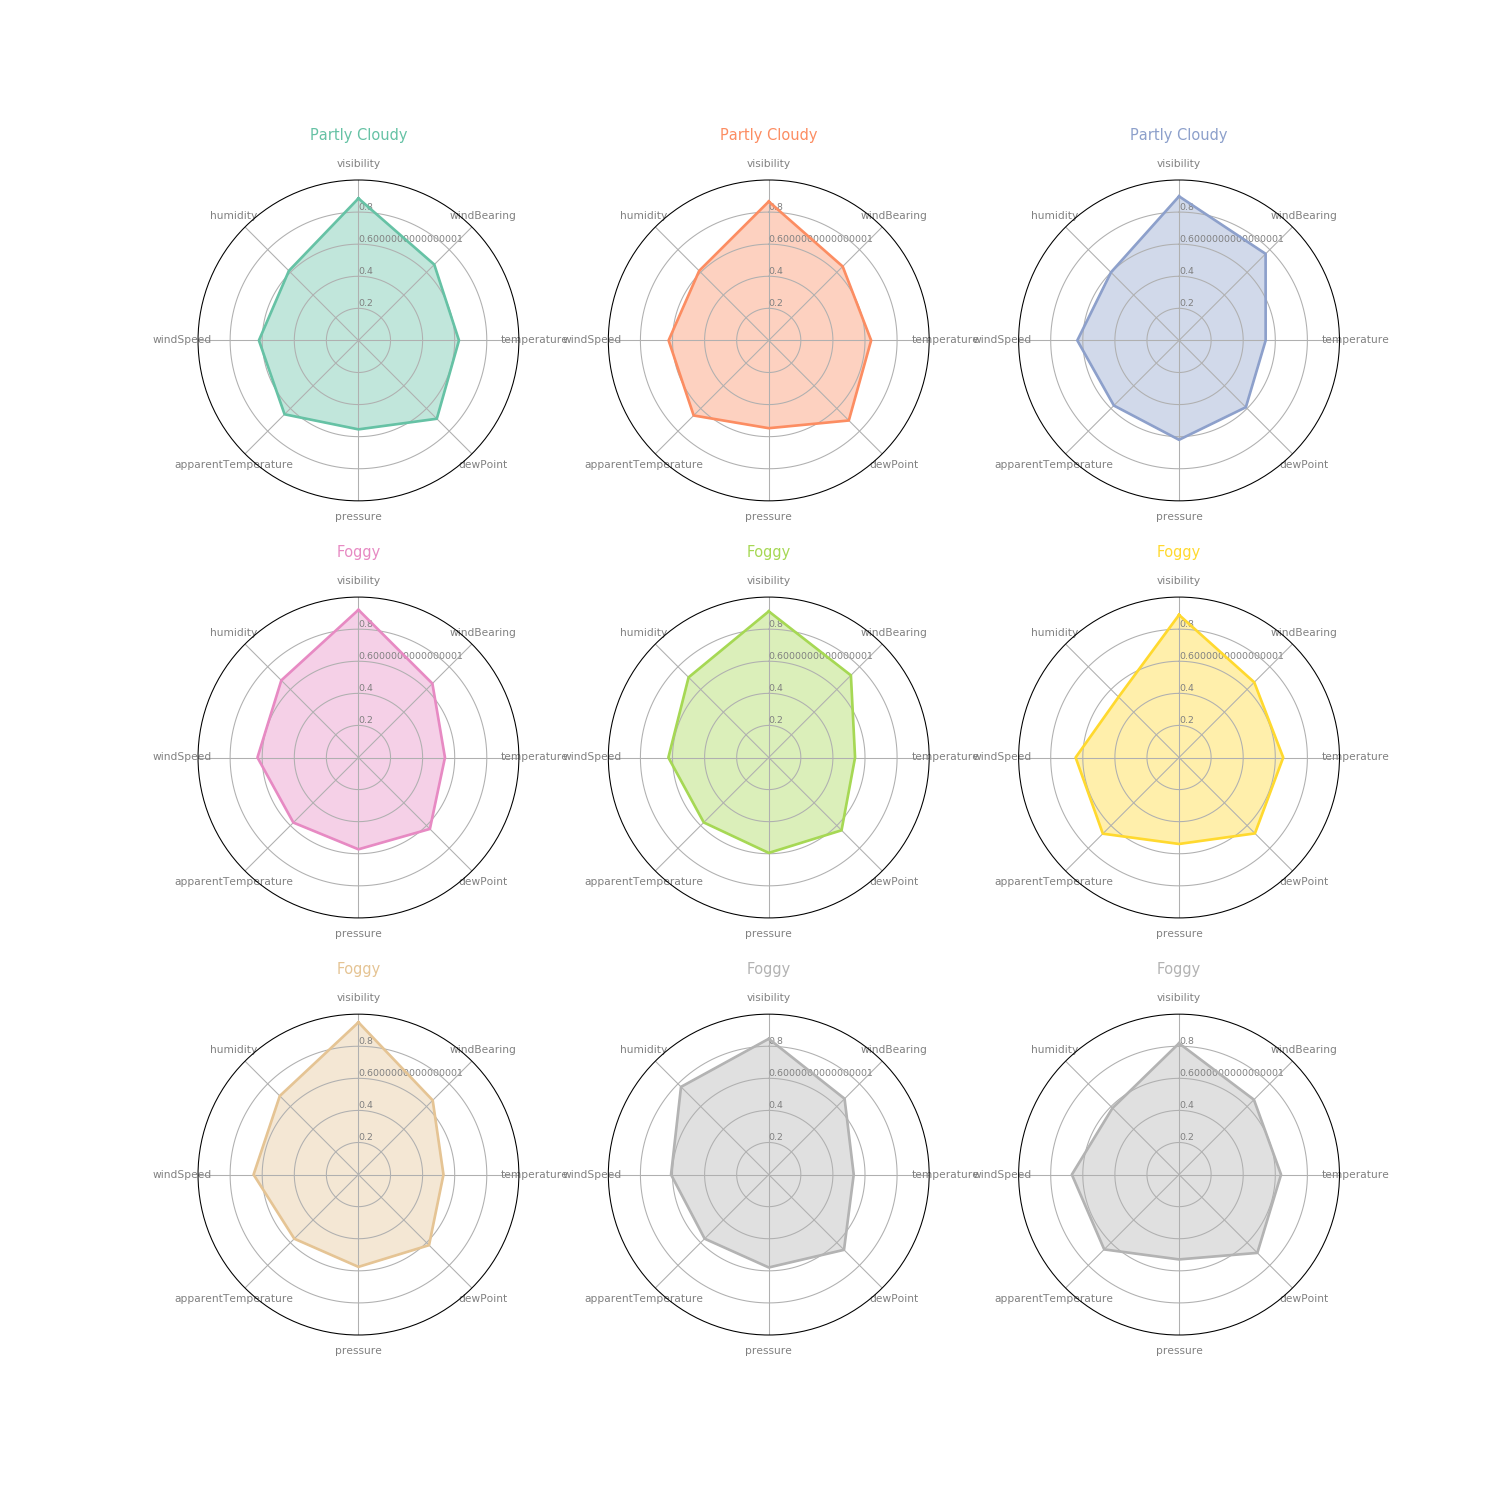 Partly Cloudy Partly Cloudy Partly Cloudy
visibility visibility visibility
humidity windBearing humidity windBearing humidity windBearing
0.8 0.8 0.8
0.6000000000000001 0.6000000000000001 0.6000000000000001
0.4 0.4 0.4
0.2 0.2 0.2
windSpeed temperature windSpeed temperature windSpeed temperature
apparentTemperature dewPoint apparentTemperature dewPoint apparentTemperature dewPoint
pressure pressure pressure
Foggy Foggy Foggy
visibility visibility visibility
humidity windBearing humidity windBearing humidity windBearing
0.8 0.8 0.8
0.6000000000000001 0.6000000000000001 0.6000000000000001
0.4 0.4 0.4
0.2 0.2 0.2
windSpeed temperature windSpeed temperature windSpeed temperature
apparentTemperature dewPoint apparentTemperature dewPoint apparentTemperature dewPoint
pressure pressure pressure
Foggy Foggy Foggy
visibility visibility visibility
humidity windBearing humidity windBearing humidity windBearing
0.8 0.8 0.8
0.6000000000000001 0.6000000000000001 0.6000000000000001
0.4 0.4 0.4
0.2 0.2 0.2
windSpeed temperature windSpeed temperature windSpeed temperature
apparentTemperature dewPoint apparentTemperature dewPoint apparentTemperature dewPoint
pressure pressure pressure